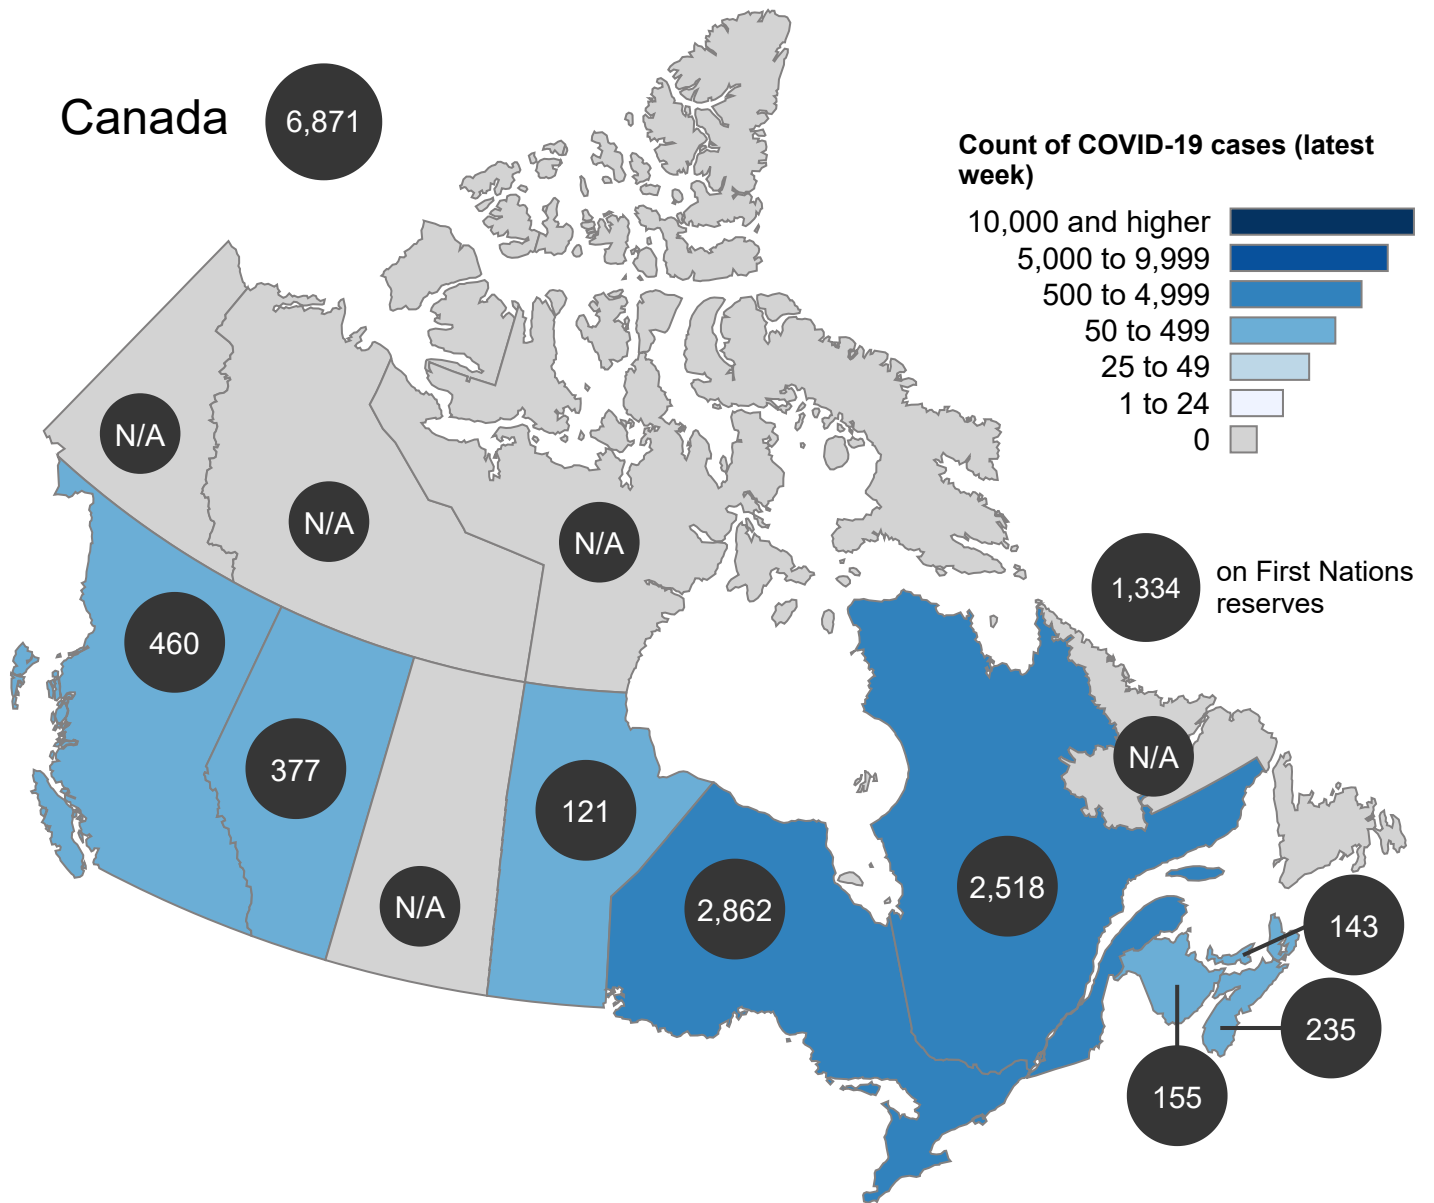 Canada
6,871
Count of COVID-19 cases (latest
week)
10,000 and higher
5,000 to 9,999
500 to 4,999
50 to 499
25 to 49
1 to 24
0
N/A
N/A
N/A
1,334
on First Nations
reserves
460
377
N/A
121
N/A
2,862
2,518
143
235
155